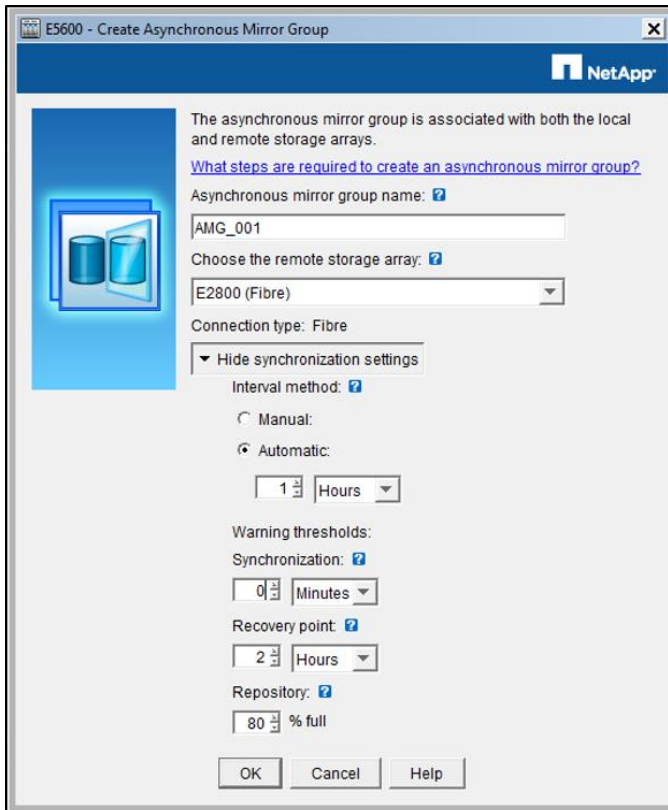 E5600 - Create Asynchronous Mirror Group
NetApp
The asynchronous mirror group is associated with both the local
and remote storage arrays.
What steps are required to create an asynchronous mirror group?
Asynchronous mirror group name: ?
AMG_001
Choose the remote storage array: ?
E2800 (Fibre)
Connection type: Fibre
Hide synchronization settings
Interval method: ?
Manual:
Automatic:
1 Hours
Warning thresholds:
Synchronization: ?
0 Minutes
Recovery point: ?
2 Hours
Repository: ?
80 % full
OK Cancel Help